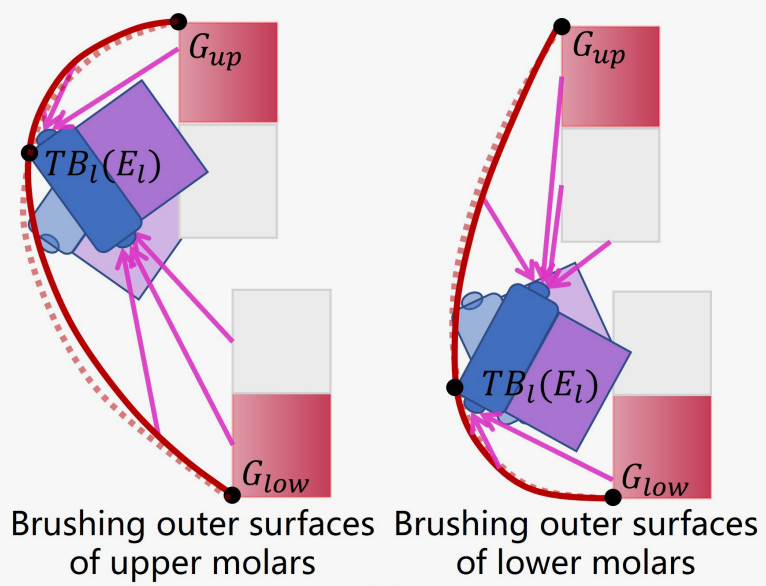 G_up
TB_l(E_l)
G_low
Brushing outer surfaces
of upper molars
G_up
TB_l(E_l)
G_low
Brushing outer surfaces
of lower molars